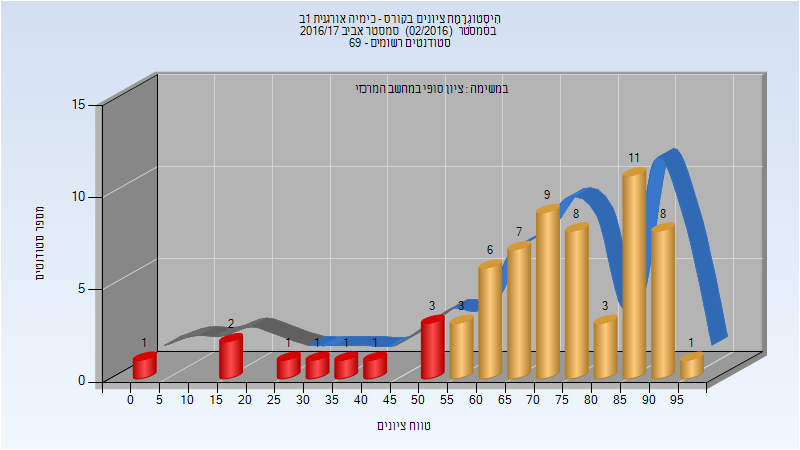 היסטוגרמת ציונים בקורס - כימיה אורגנית 1ב
בסמסטר (02/2016) סמסטר אביב 2016/17
סטודנטים רשומים - 69
במשימה : ציון סופי במחשב המרכזי
מספר סטודנטים
15
10
5
0
1
2
1
1
1
1
3
3
6
7
9
8
3
11
8
1
0 5 10 15 20 25 30 35 40 45 50 55 60 65 70 75 80 85 90 95
טווח ציונים